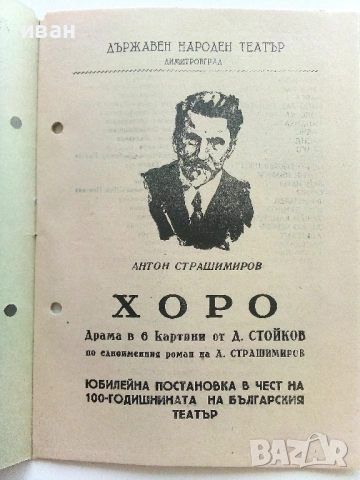 иван
ДЪРЖАВЕН НАРОДЕН ТЕАТЪР
ДИМИТРОВГРАД
АНТОН СТРАШИМИРОВ
ХОРО
Драма в 6 Картини от Д. СТОЙКОВ
по едноименния роман на А. СТРАШИМИРОВ
ЮБИЛЕЙНА ПОСТАНОВКА В ЧЕСТ НА
100-ГОДИШНИНАТА НА БЪЛГАРСКИЯ
ТЕАТЪР
BAZAR